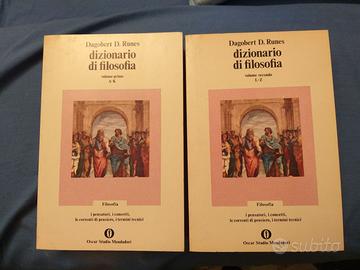 Dagobert D. Runes
dizionario
di filosofia
volume primo
A-K
Filosofia
i pensatori, i concetti,
le correnti di pensiero, i termini tecnici
Oscar Studio Mondadori
Dagobert D. Runes
dizionario
di filosofia
volume secondo
L-Z
Filosofia
i pensatori, i concetti,
le correnti di pensiero, i termini tecnici
Oscar Studio Mondadori
subito